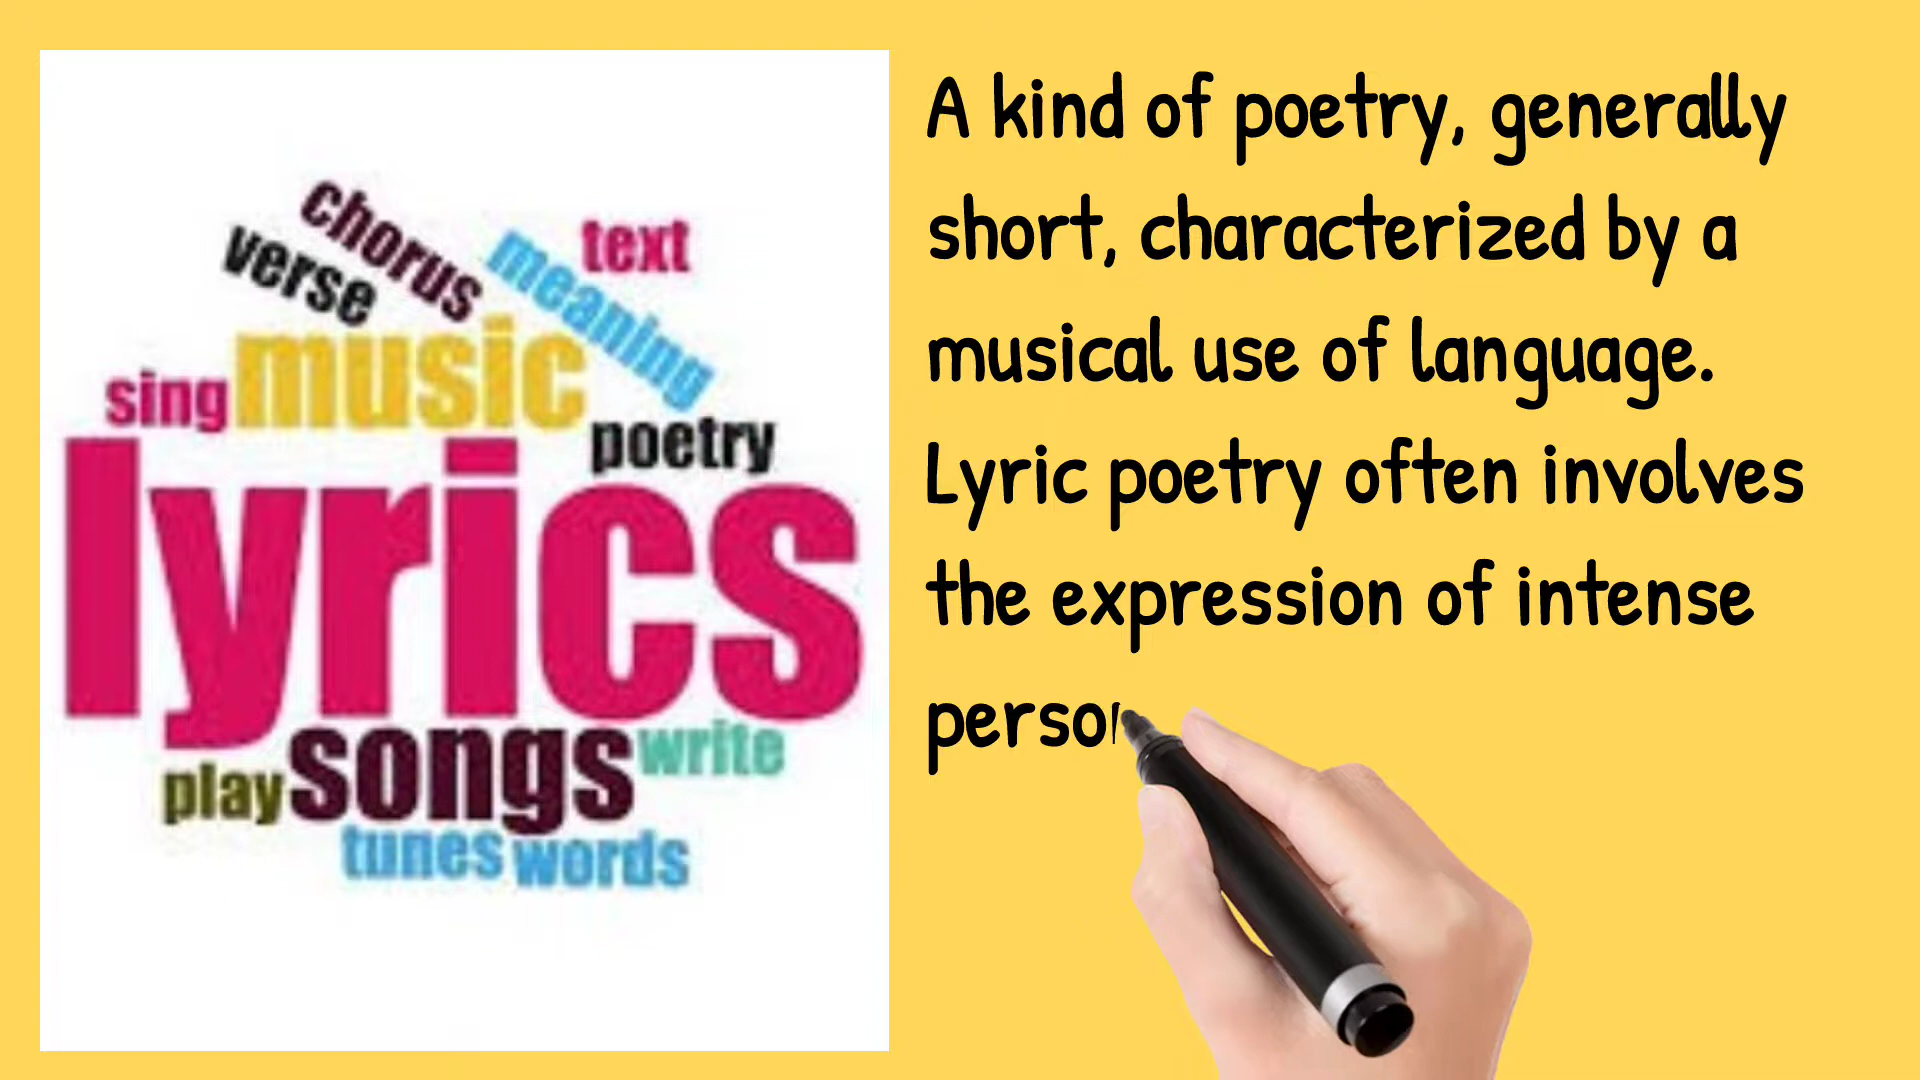 chorus
text
verse
meaning
music
sing
poetry
lyrics
songs
write
play
tunes
words
A kind of poetry, generally
short, characterized by a
musical use of language.
Lyric poetry often involves
the expression of intense